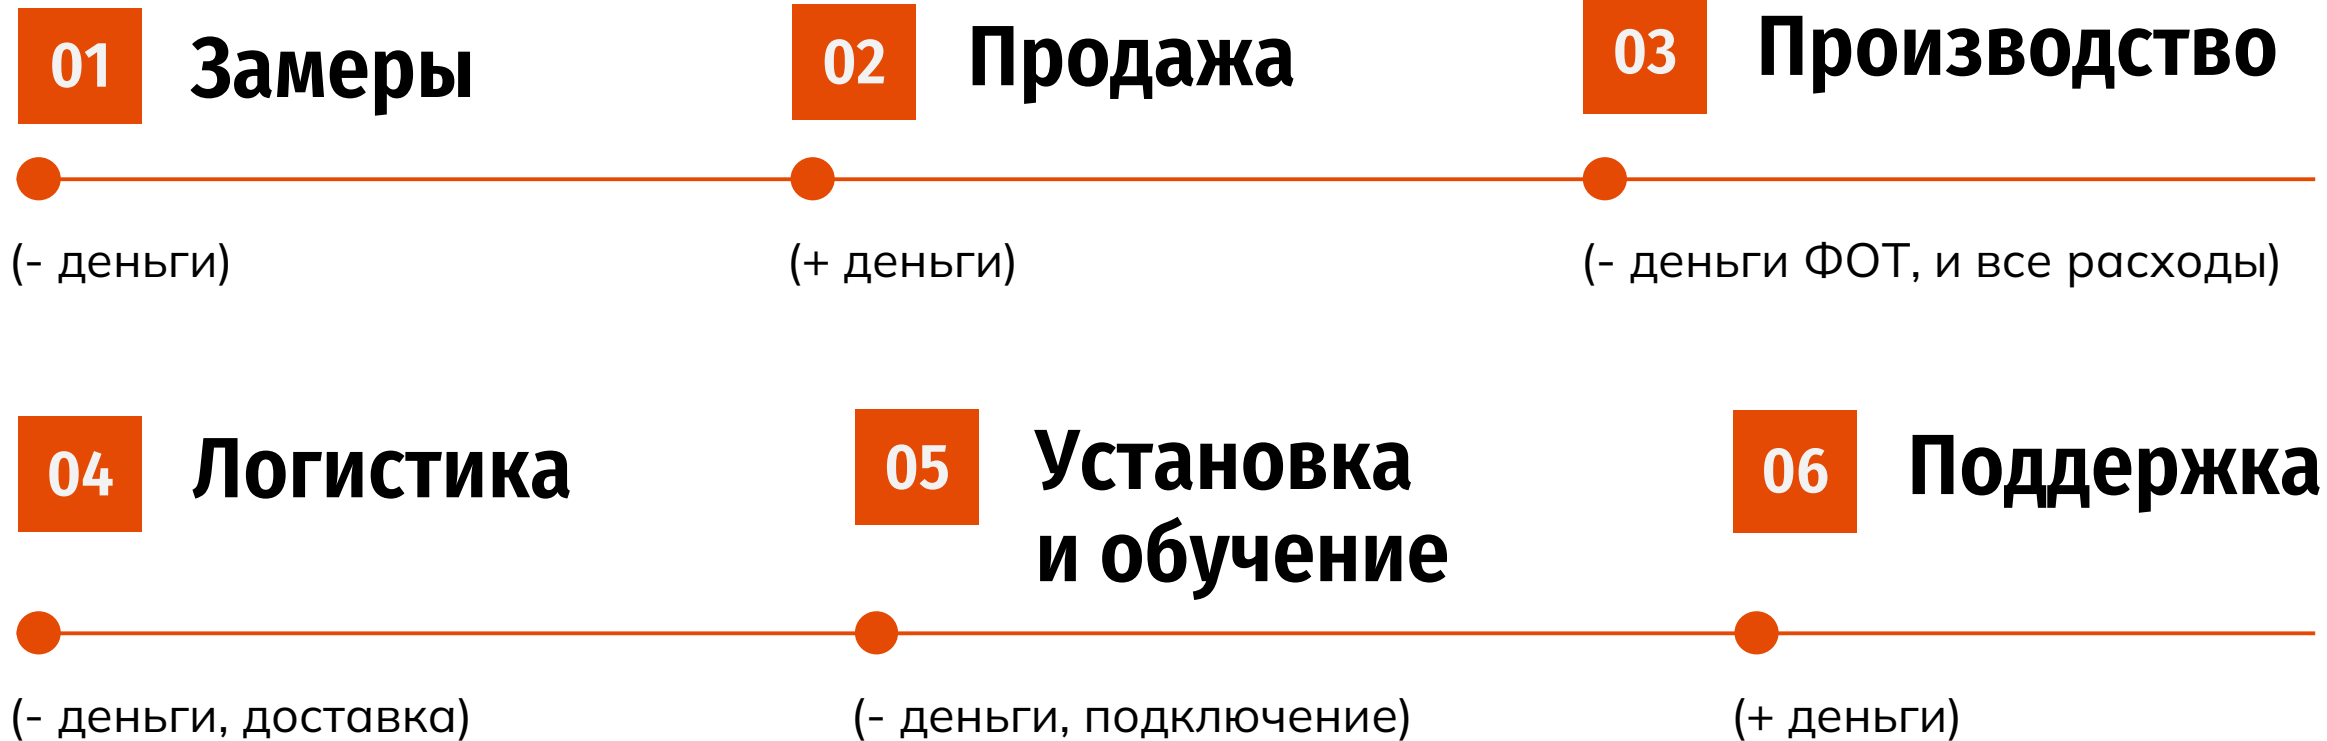 01 Замеры
02 Продажа
03 Производство
(- деньги)
(+ деньги)
(- деньги ФОТ, и все расходы)
04 Логистика
05 Установка
и обучение
06 Поддержка
(- деньги, доставка)
(- деньги, подключение)
(+ деньги)